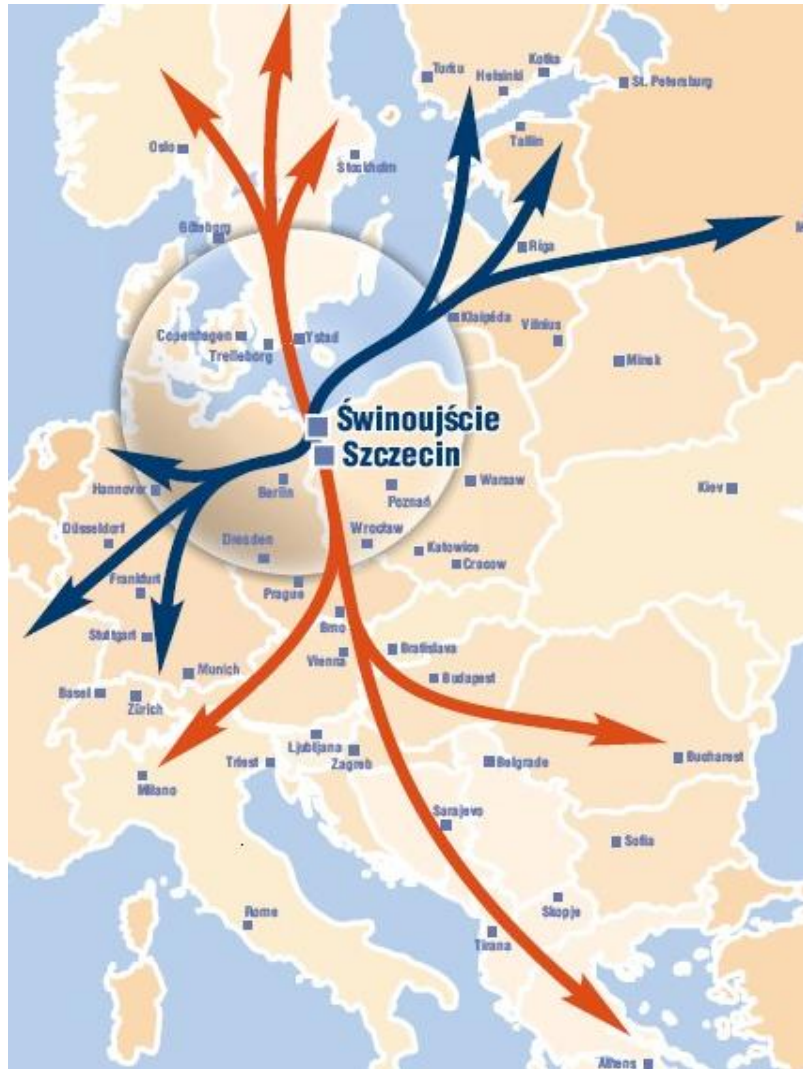 Turku
Helsinki
Kotka
St. Petersburg
Tallin
Oslo
Stockholm
Göteborg
Riga
M
Copenhagen
Trelleborg
Ystad
Klaipéda
Vilnius
Minsk
Świnoujście
Szczecin
Hannover
Berlin
Poznań
Warsaw
Kiev
Düsseldorf
Dresden
Wrocław
Katowice
Cracow
Frankfurt
Prague
Stuttgart
Brno
Vienna
Bratislava
Munich
Budapest
Basel
Zürich
Ljubljana
Zagreb
Triest
Belgrade
Bucharest
Milano
Sarajevo
Sofia
Rome
Skopje
Tirana
Athens